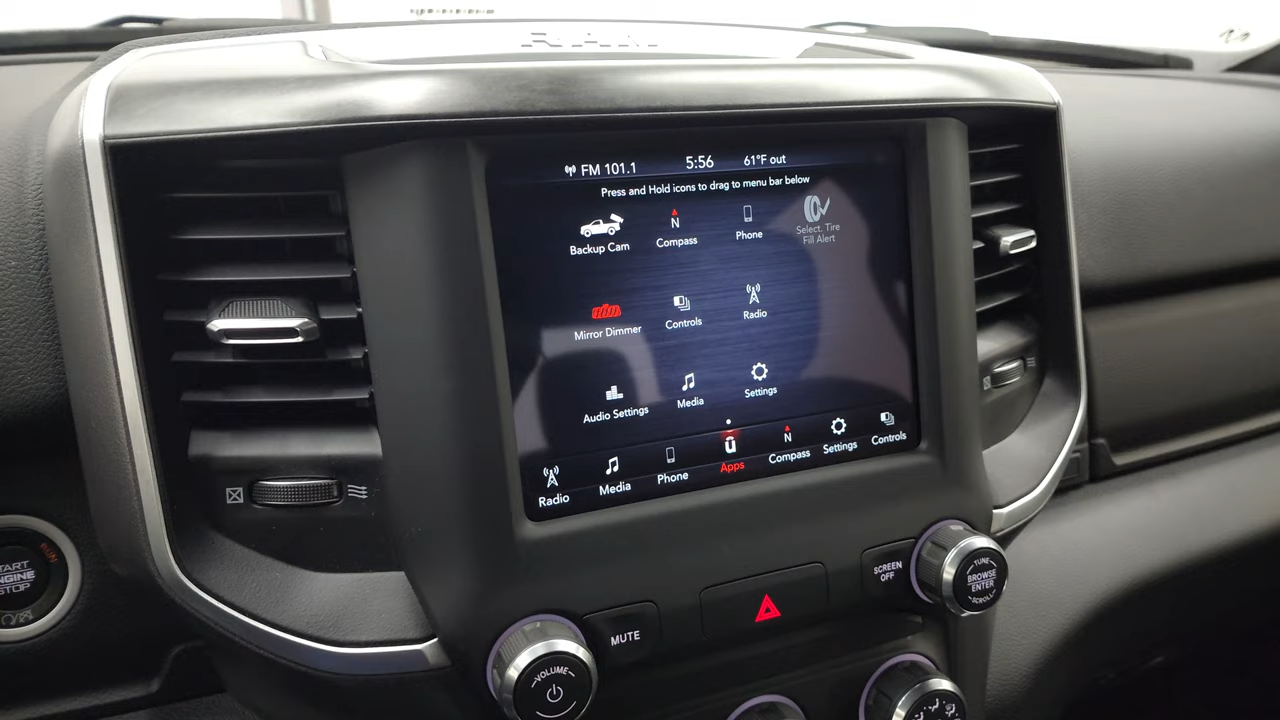 RAM
FM 101.1 5:56 61°F out
Press and Hold icons to drag to menu bar below
Backup Cam
N
Compass
Phone
Select. Tire
Fill Alert
Mirror Dimmer
Controls
Radio
Audio Settings
Media
Settings
Radio
Media
Phone
ū
Apps
N
Compass
Settings
Controls
START
ENGINE
STOP
RUN
MUTE
SCREEN
OFF
TUNE
BROWSE
ENTER
SCROLL
VOLUME